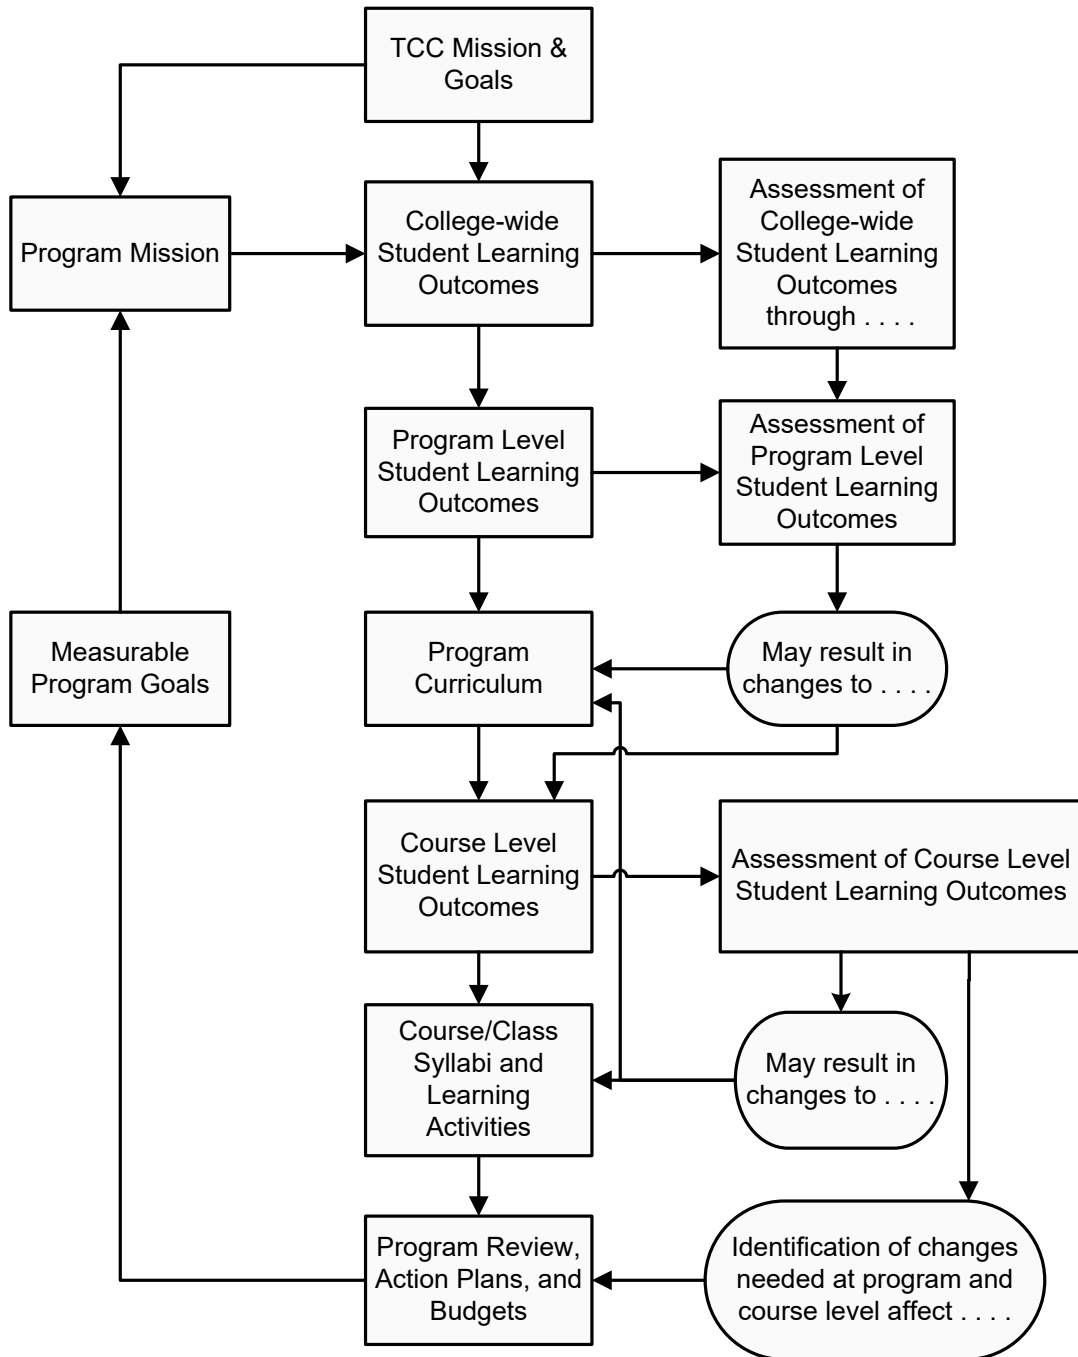 TCC Mission &
Goals
Program Mission
College-wide
Student Learning
Outcomes
Assessment of
College-wide
Student Learning
Outcomes
through . . . .
Program Level
Student Learning
Outcomes
Assessment of
Program Level
Student Learning
Outcomes
Measurable
Program Goals
Program
Curriculum
May result in
changes to . . . .
Course Level
Student Learning
Outcomes
Assessment of Course Level
Student Learning Outcomes
Course/Class
Syllabi and
Learning
Activities
May result in
changes to . . . .
Program Review,
Action Plans, and
Budgets
Identification of changes
needed at program and
course level affect . . . .